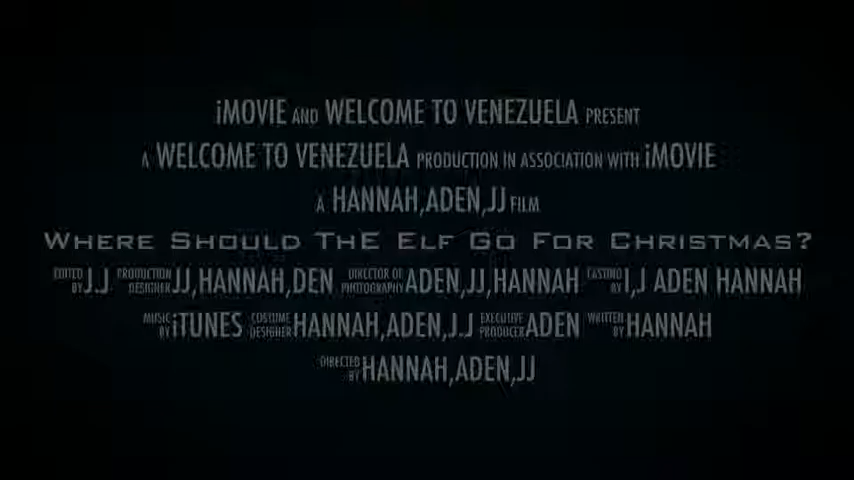 iMOVIE AND WELCOME TO VENEZUELA PRESENT
A WELCOME TO VENEZUELA PRODUCTION IN ASSOCIATION WITH iMOVIE
A HANNAH,ADEN,JJ FILM
WHERE SHOULD THE ELF GO FOR CHRISTMAS?
EDITED BY J.J PRODUCTION DESIGNER JJ,HANNAH,DEN DIRECTOR OF PHOTOGRAPHY ADEN,JJ,HANNAH CASTING BY I,J ADEN HANNAH
MUSIC BY iTUNES COSTUME DESIGNER HANNAH,ADEN,J.J EXECUTIVE PRODUCER ADEN WRITTEN BY HANNAH
DIRECTED BY HANNAH,ADEN,JJ